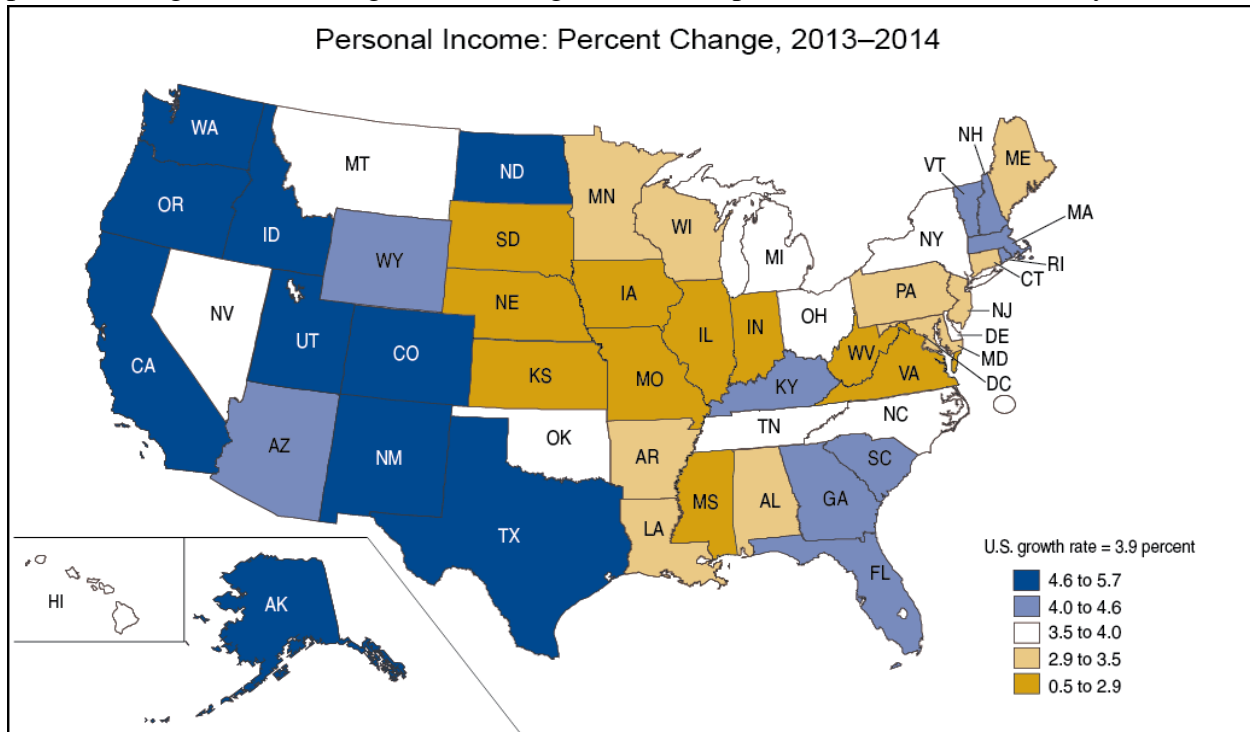 Personal Income: Percent Change, 2013–2014
WA
MT
ND
MN
OR
ID
SD
WI
WY
NE
IA
NV
UT
CO
CA
KS
MO
IL
IN
MI
OH
KY
WV
VA
PA
NY
VT
NH
ME
MA
RI
CT
NJ
DE
MD
DC
NC
TN
SC
AZ
NM
OK
AR
TX
LA
MS
AL
GA
FL
HI
AK
U.S. growth rate = 3.9 percent
4.6 to 5.7
4.0 to 4.6
3.5 to 4.0
2.9 to 3.5
0.5 to 2.9